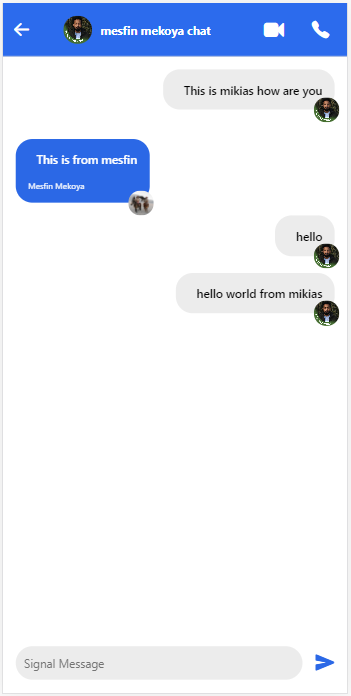 mesfin mekoya chat
This is mikias how are you
This is from mesfin
Mesfin Mekoya
hello
hello world from mikias
Signal Message